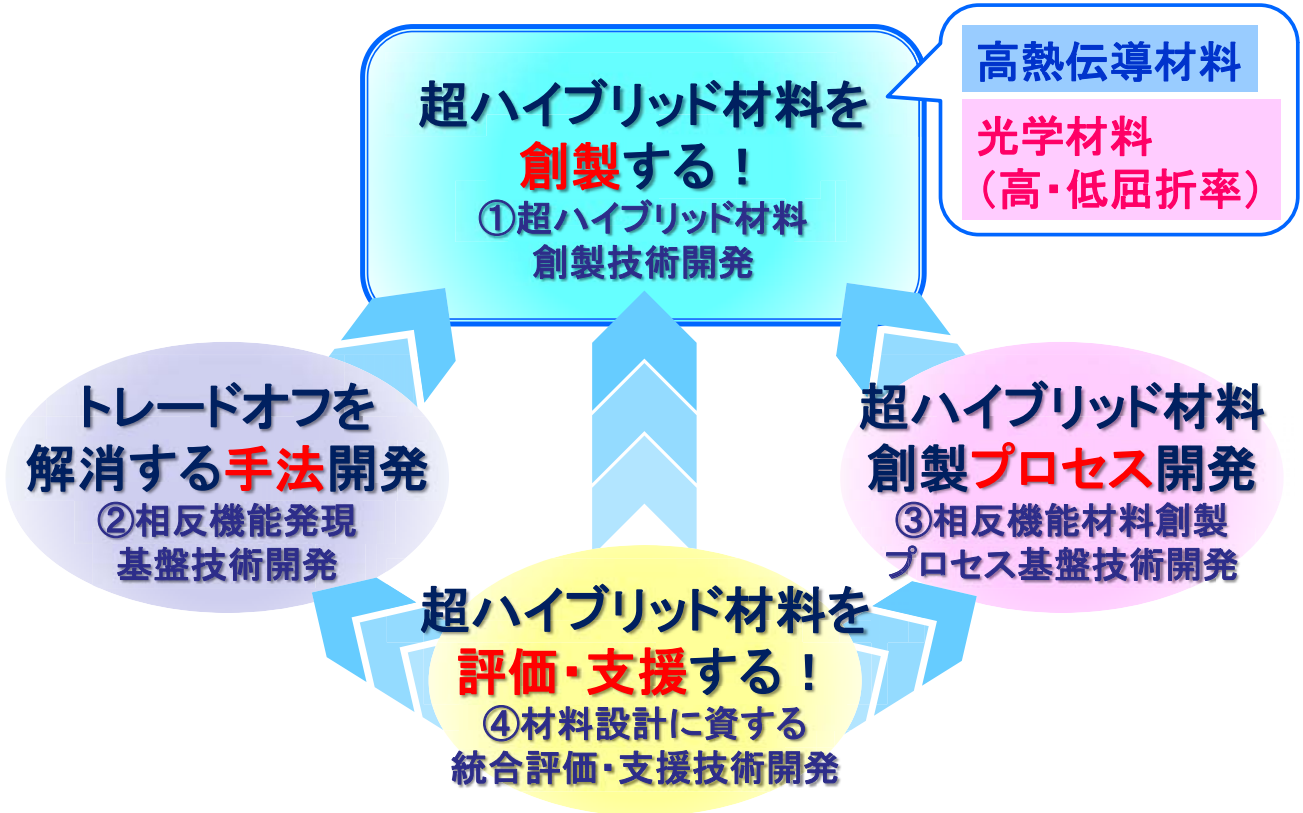 超ハイブリッド材料を
創製する！
①超ハイブリッド材料
創製技術開発
高熱伝導材料
光学材料
（高・低屈折率）
トレードオフを
解消する手法開発
②相反機能発現
基盤技術開発
超ハイブリッド材料
創製プロセス開発
③相反機能材料創製
プロセス基盤技術開発
超ハイブリッド材料を
評価・支援する！
④材料設計に資する
統合評価・支援技術開発